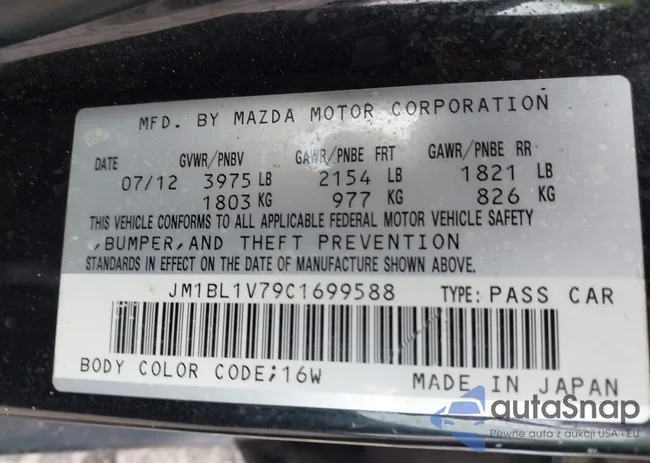 MFD. BY MAZDA MOTOR CORPORATION
DATE GVWR/PNBV GAWR/PNBE FRT GAWR/PNBE RR
07/12 3975 LB 2154 LB 1821 LB
1803 KG 977 KG 826 KG
THIS VEHICLE CONFORMS TO ALL APPLICABLE FEDERAL MOTOR VEHICLE SAFETY
,BUMPER,AND THEFT PREVENTION
STANDARDS IN EFFECT ON THE DATE OF MANUFACTURE SHOWN ABOVE.
JM1BL1V79C1699588 TYPE: PASS CAR
BODY COLOR CODE;16W MADE IN JAPAN
autaSnap
Pewne auta z aukcji USA i EU